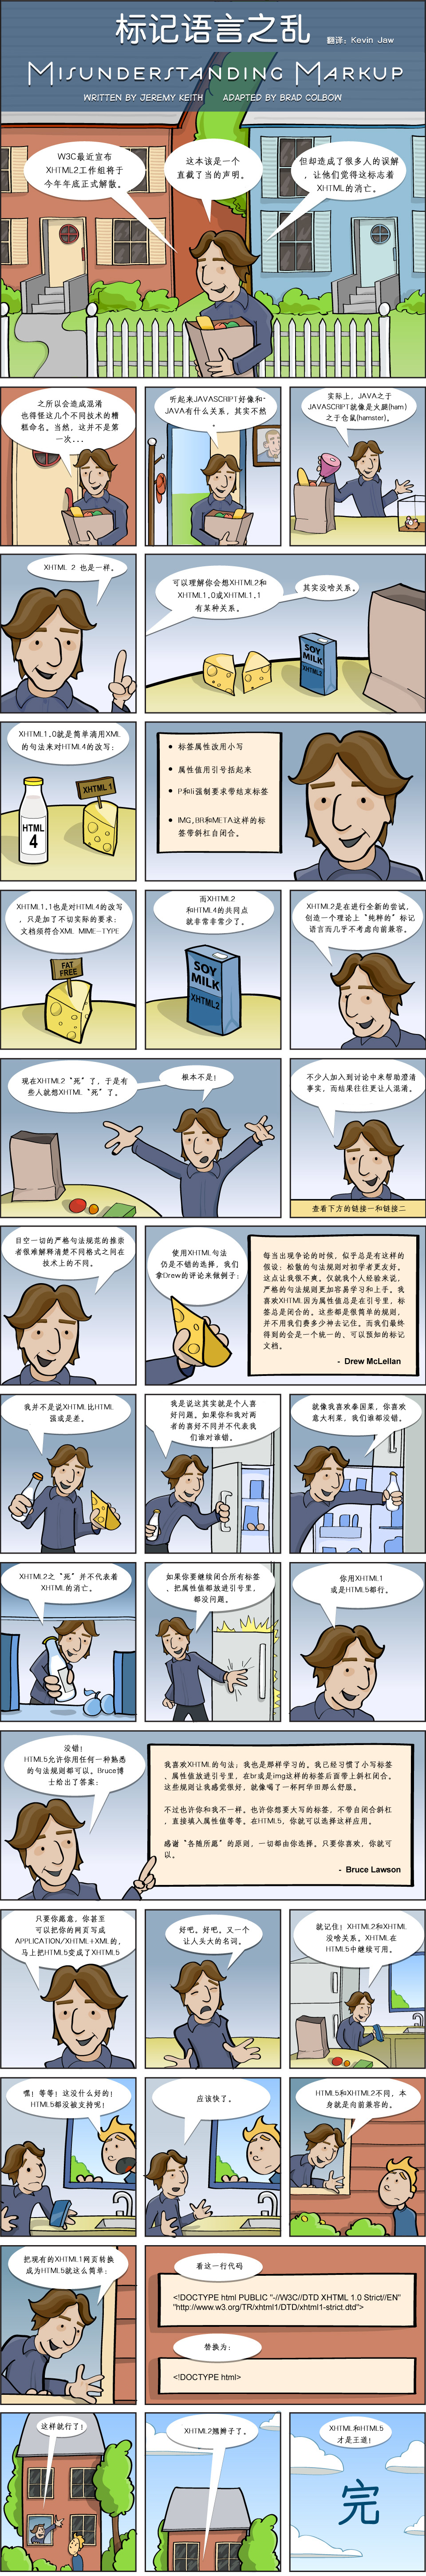 标记语言之乱
翻译：Kevin Jaw
MISUNDERSTANDING MARKUP
WRITTEN BY JEREMY KEITH ADAPTED BY BRAD COLBOW
W3C最近宣布
XHTML2工作组将于
今年年底正式解散。
这本该是一个
直截了当的声明。
但却造成了很多人的误解
，让他们觉得这标志着
XHTML的消亡。
之所以会造成混淆
也得怪这几个不同技术的糟
糕命名。当然，这并不是第
一次...
听起来JAVASCRIPT好像和
JAVA有什么关系，其实不然
。
实际上，JAVA之于
JAVASCRIPT就像是火腿(ham)
之于仓鼠(hamster)。
XHTML 2 也是一样。
可以理解你会想XHTML2和
XHTML1.0或XHTML1.1
有某种关系。
其实没啥关系。
SOY
MILK
XHTML1.0就是简单滴用XML
的句法来对HTML4的改写：
HTML
4
XHTML 1
标签属性改用小写
属性值用引号括起来
P和li强制要求带结束标签
IMG,BR和META这样的标
签带斜杠自闭合。
XHTML1.1也是对HTML4的改写
，只是加了不切实际的要求：
文档须符合XML MIME-TYPE
FAT
FREE
而XHTML2
和HTML4的共同点
就非常非常少了。
SOY
MILK
XHTML2
XHTML2是在进行全新的尝试，
创造一个理论上“纯粹的”标记
语言而几乎不考虑向前兼容。
现在XHTML2“死”了，于是有
些人就想XHTML“死”了。
根本不是！
不少人加入到讨论中来帮助澄清
事实，而结果往往更让人混淆。
查看下方的链接一和链接二
目空一切的严格句法规范的推崇
者很难解释清楚不同格式之间在
技术上的不同。
使用XHTML句法
仍是不错的选择，我们
拿Drew的评论来做例子：
每当出现争论的时候，似乎总是有这样的
假设：松散的句法规则对初学者更友好。
这点让我很不爽。仅就我个人经验来说，
严格的句法规则更加容易学习和上手。我
喜欢XHTML因为属性值总是在引号里，标
签总是闭合的。这些都是很简单的规则，
并不用我们费多少神去记住。而我们最终
得到的会是一个统一的、可以预知的标记
文档。
- Drew McLellan
我并不是说XHTML比HTML
强或是差。
我是说这其实就是个人喜
好问题。如果你和我对两
者的喜好不同并不代表我
们谁对谁错。
就像我喜欢泰国菜，你喜欢
意大利菜，我们谁都没错。
XHTML2之“死”并不代表着
XHTML的消亡。
如果你要继续闭合所有标签
、把属性值都放进引号里，
都没问题。
你用XHTML1
或是HTML5都行。
没错！
HTML5允许你用任何一种熟悉
的句法规则都可以。Bruce博
士给出了答案：
我喜欢XHTML的句法；我也是那样学习的。我已经习惯了小写标签
，属性值放进引号里，在br或是img这样的标签后面带上斜杠闭合。
这些规则让我感觉很好，就像喝了一杯阿华田那么舒服。
不过也许你和我不一样。也许你想要大写的标签，不带自闭合斜杠
，直接填入属性值等等。在HTML5，你就可以选择这样应用。
感谢“各随所愿”的原则，一切都由你选择。只要你喜欢，你就可
以。
- Bruce Lawson
只要你愿意，你甚至
可以把你的网页写成
APPLICATION/XHTML+XML的，
马上把HTML5变成了XHTML5
好吧。好吧。又一个
让人头大的名词。
就记住！XHTML2和XHTML
没啥关系。XHTML在
HTML5中继续可用。
嘿！等等！这没什么好的！
HTML5都没被支持呢！
应该快了。
HTML5和XHTML2不同，本
身就是向前兼容的。
把现有的XHTML1网页转换
成为HTML5就这么简单：
看这一行代码
<!DOCTYPE html PUBLIC "-//W3C//DTD XHTML 1.0 Strict//EN"
"http://www.w3.org/TR/xhtml1/DTD/xhtml1-strict.dtd">
替换为：
<!DOCTYPE html>
这样就行了！
XHTML2翘辫子了。
XHTML和HTML5
才是王道！
完